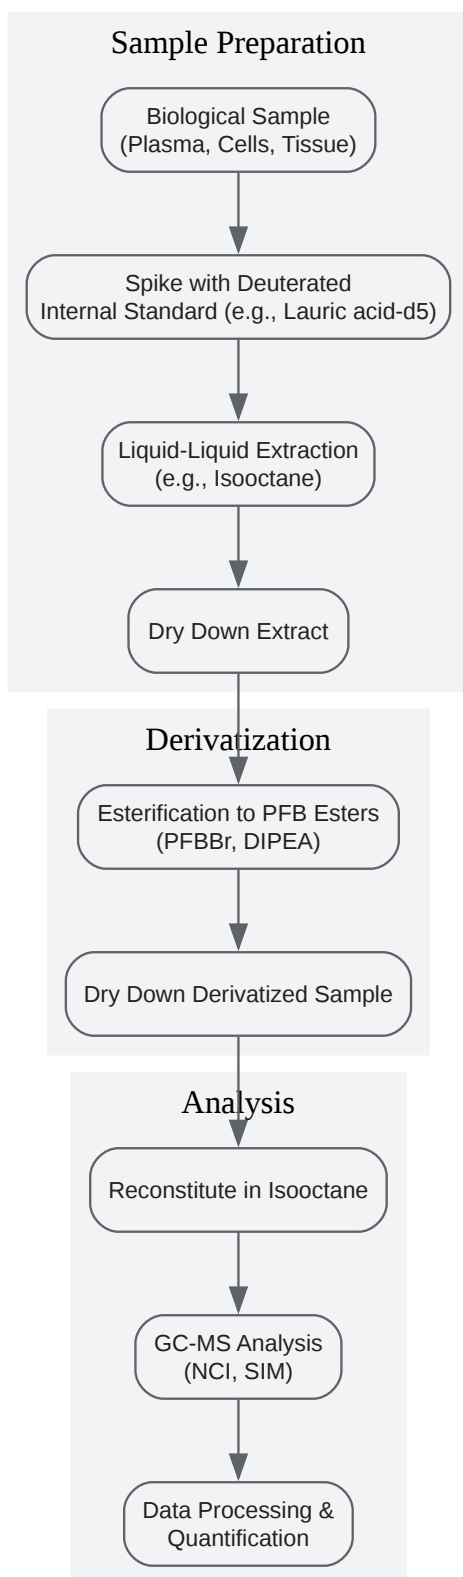 Sample Preparation
Biological Sample
(Plasma, Cells, Tissue)
Spike with Deuterated
Internal Standard (e.g., Lauric acid-d5)
Liquid-Liquid Extraction
(e.g., Isooctane)
Dry Down Extract
Derivatization
Esterification to PFB Esters
(PFBBr, DIPEA)
Dry Down Derivatized Sample
Analysis
Reconstitute in Isooctane
GC-MS Analysis
(NCI, SIM)
Data Processing &
Quantification